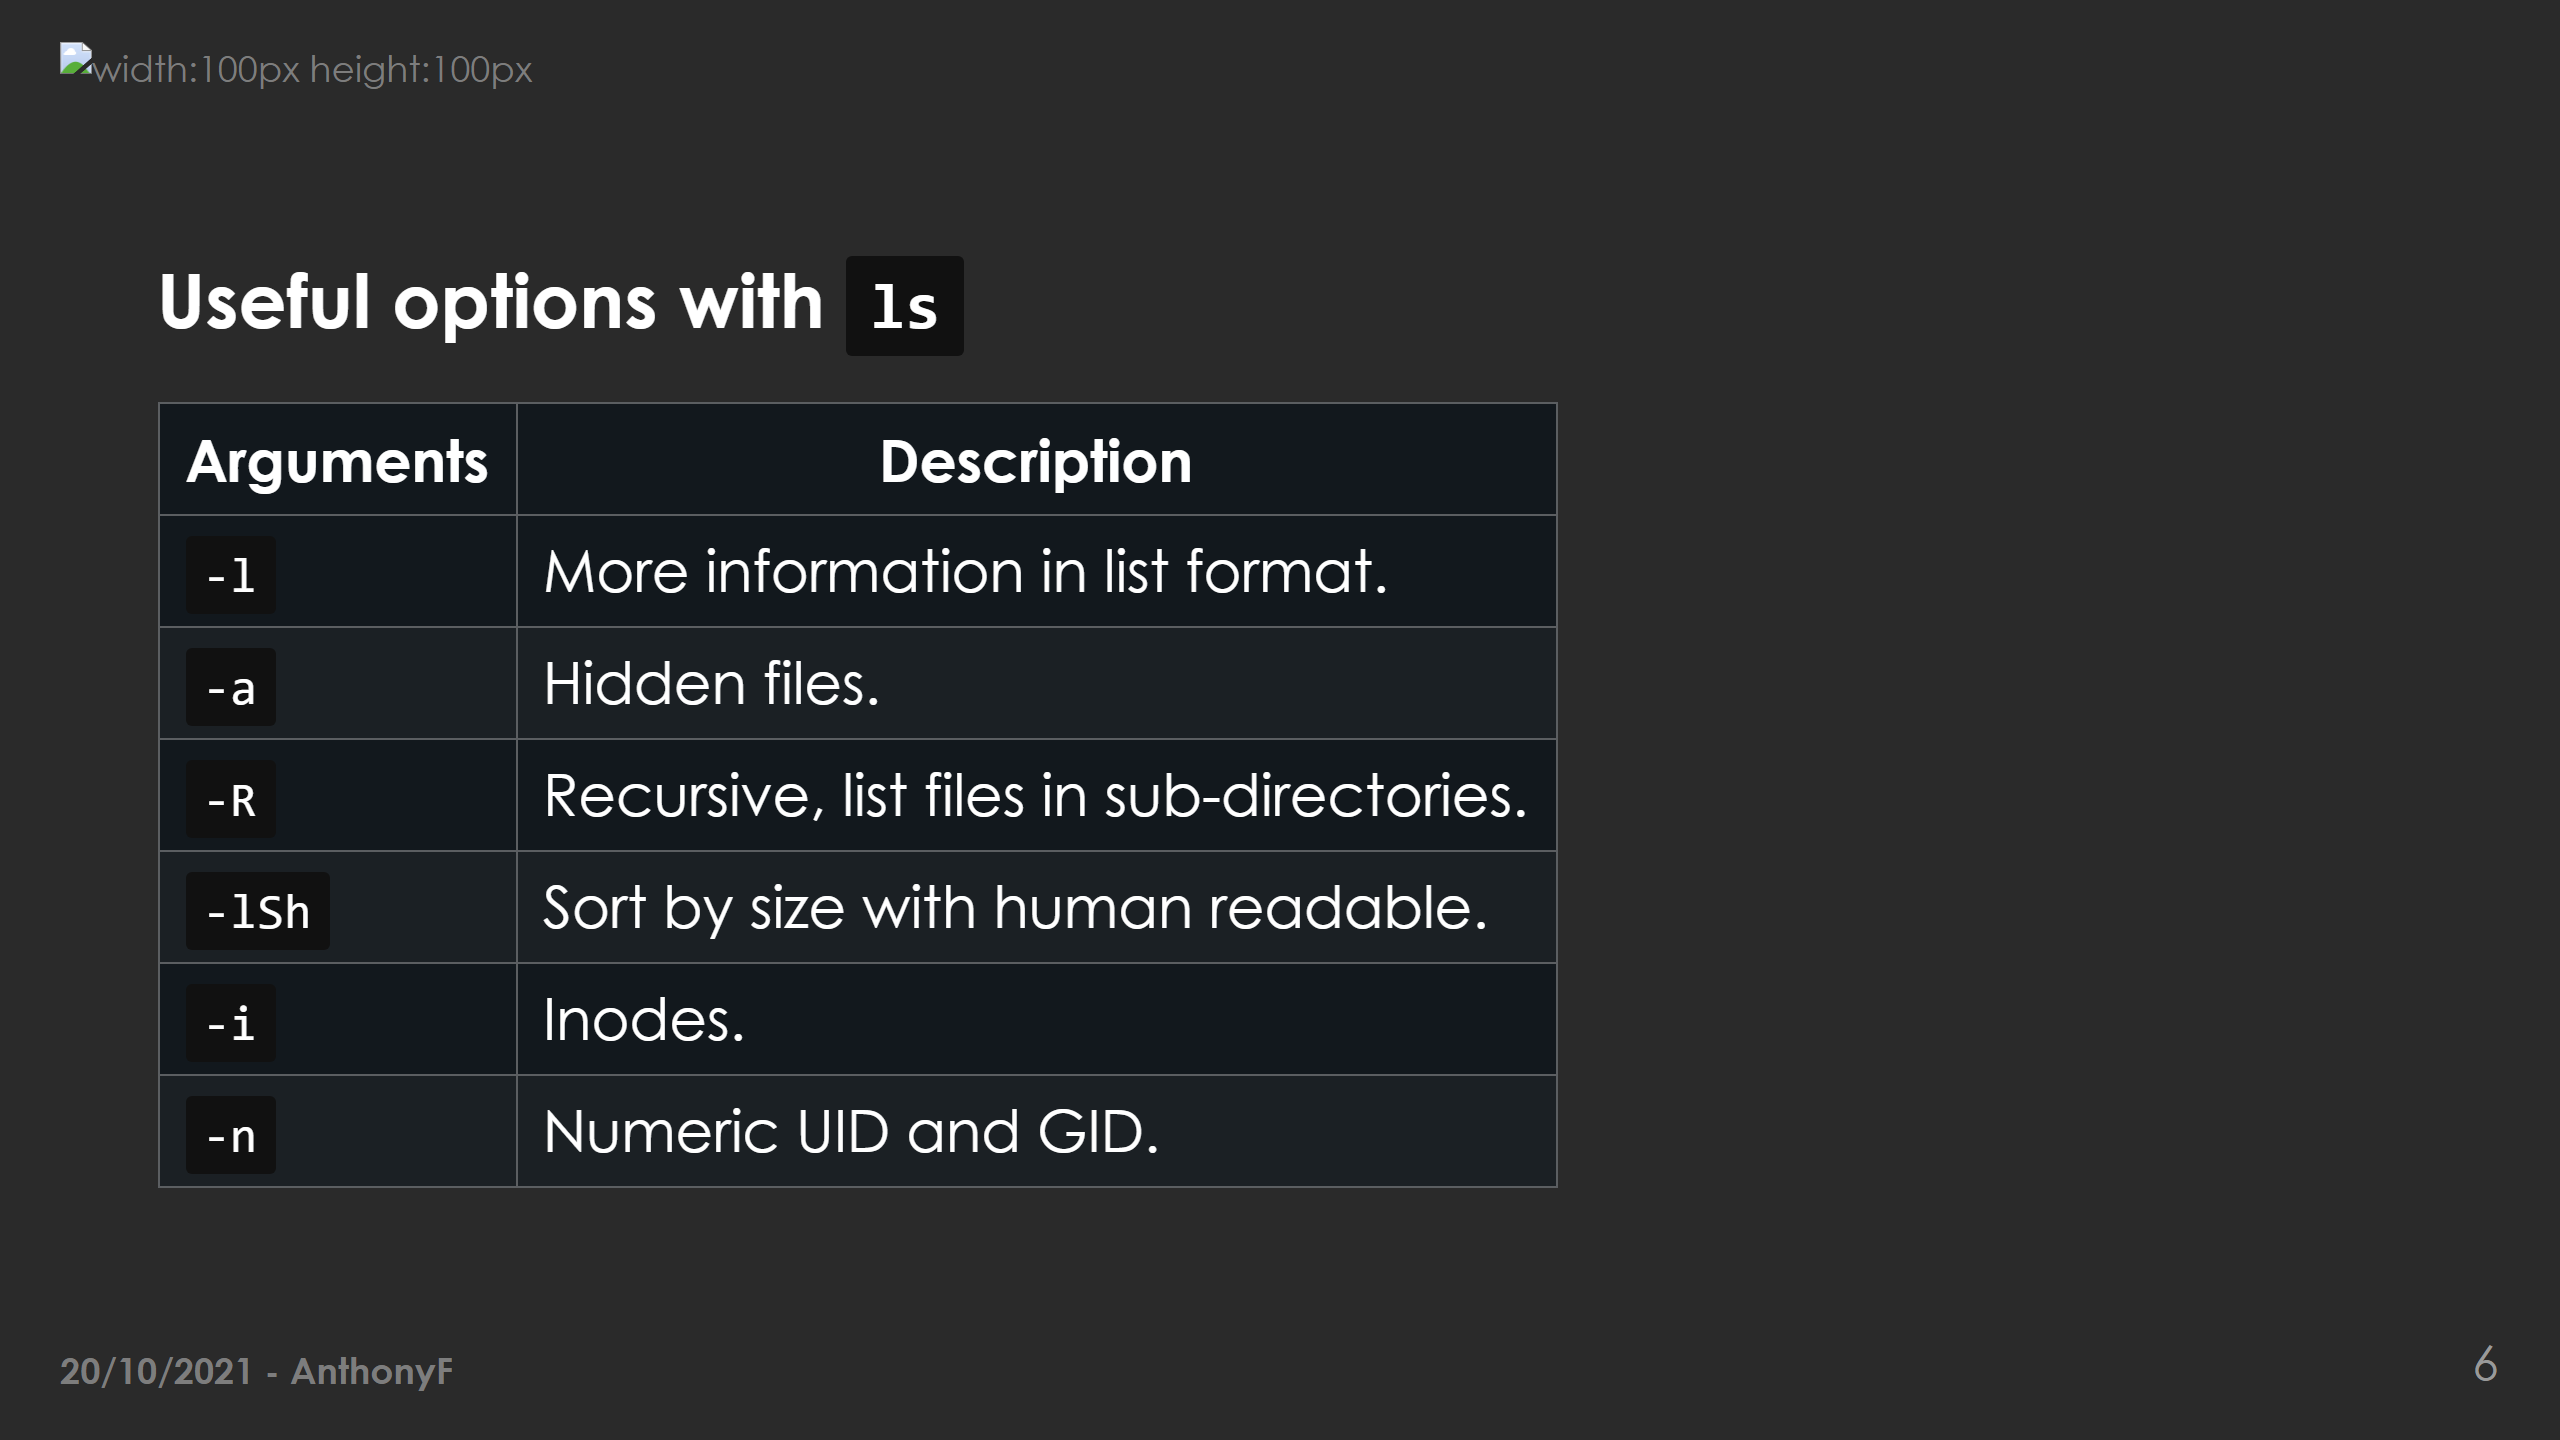 width:100px height:100px
Useful options with ls
Arguments Description
-l More information in list format.
-a Hidden files.
-R Recursive, list files in sub-directories.
-lSh Sort by size with human readable.
-i Inodes.
-n Numeric UID and GID.
20/10/2021 - AnthonyF 6